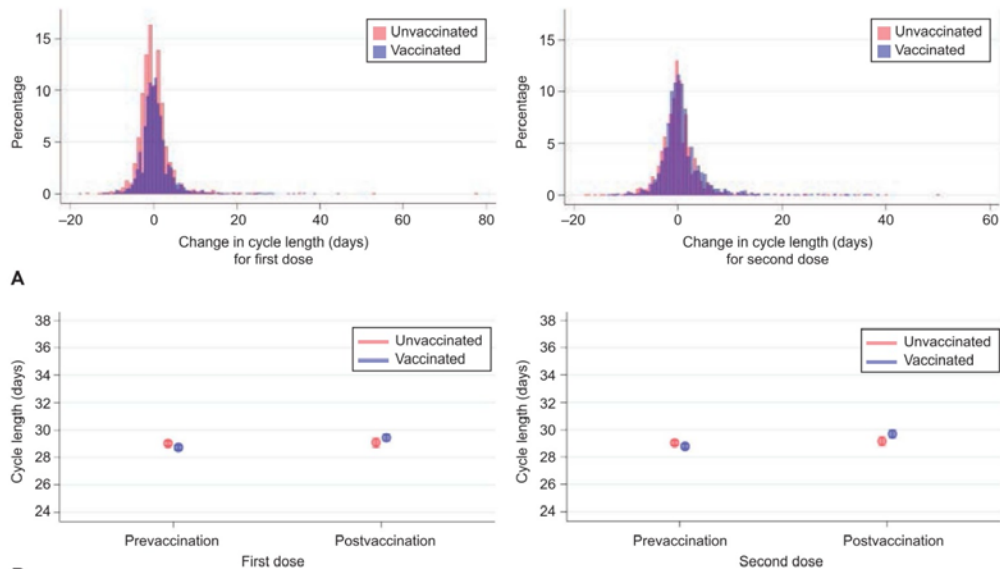 15
10
5
0
Percentage
Unvaccinated
Vaccinated
–20
0
20
40
60
80
Change in cycle length (days)
for first dose
15
10
5
0
Percentage
Unvaccinated
Vaccinated
–20
0
20
40
60
Change in cycle length (days)
for second dose
A
38
36
34
32
30
28
26
24
Cycle length (days)
Unvaccinated
Vaccinated
Prevaccination
Postvaccination
First dose
38
36
34
32
30
28
26
24
Cycle length (days)
Unvaccinated
Vaccinated
Prevaccination
Postvaccination
Second dose